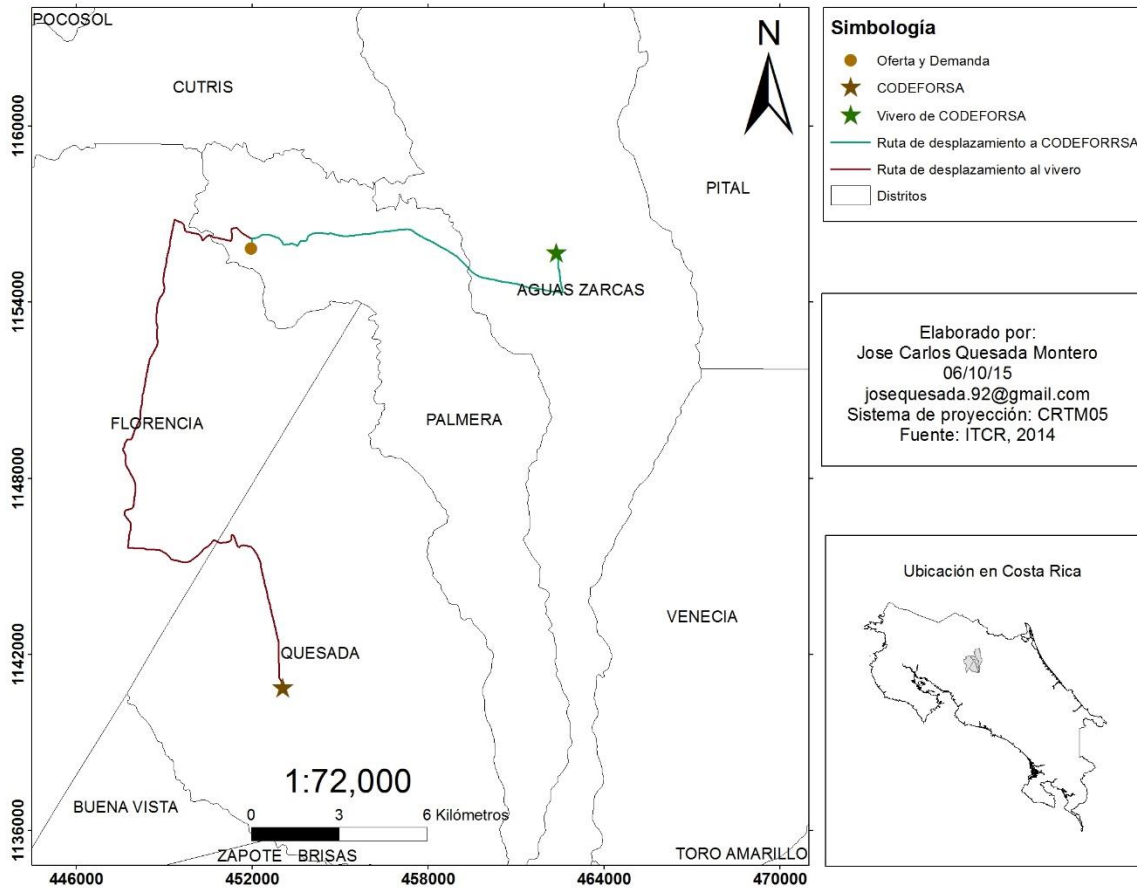 POCOSOL
CUTRIS
N
PITAL
AGUAS ZARCAS
FLORENCIA
PALMERA
VENECIA
QUESADA
1:72,000
0 3 6 Kilómetros
BUENA VISTA
ZAPOTE BRISAS
TORO AMARILLO
1160000
1154000
1148000
1142000
1136000
446000 452000 458000 464000 470000
Simbología
Oferta y Demanda
CODEFORSA
Vivero de CODEFORSA
Ruta de desplazamiento a CODEFORRSA
Ruta de desplazamiento al vivero
Distritos
Elaborado por:
Jose Carlos Quesada Montero
06/10/15
josequesada.92@gmail.com
Sistema de proyección: CRTM05
Fuente: ITCR, 2014
Ubicación en Costa Rica